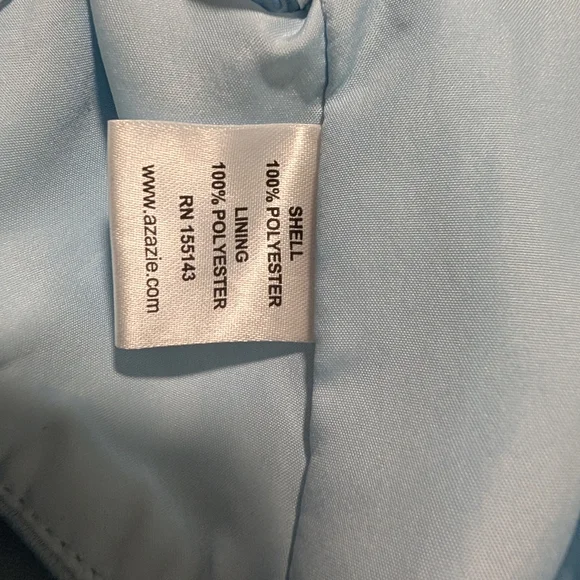 SHELL
100% POLYESTER
LINING
100% POLYESTER
RN 155143
www.azazie.com